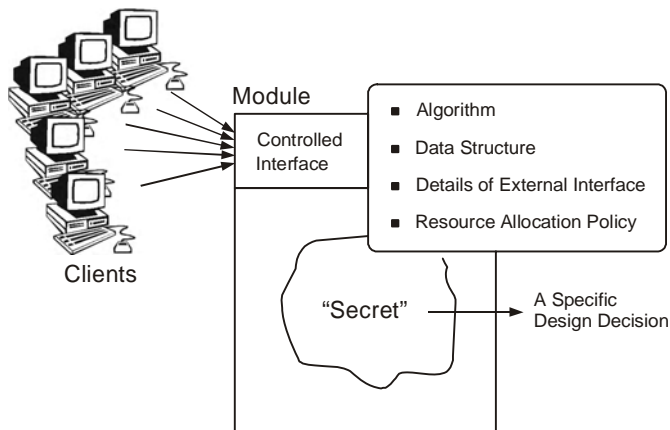 Module
Controlled
Interface
■ Algorithm
■ Data Structure
■ Details of External Interface
■ Resource Allocation Policy
Clients
“Secret”
A Specific
Design Decision